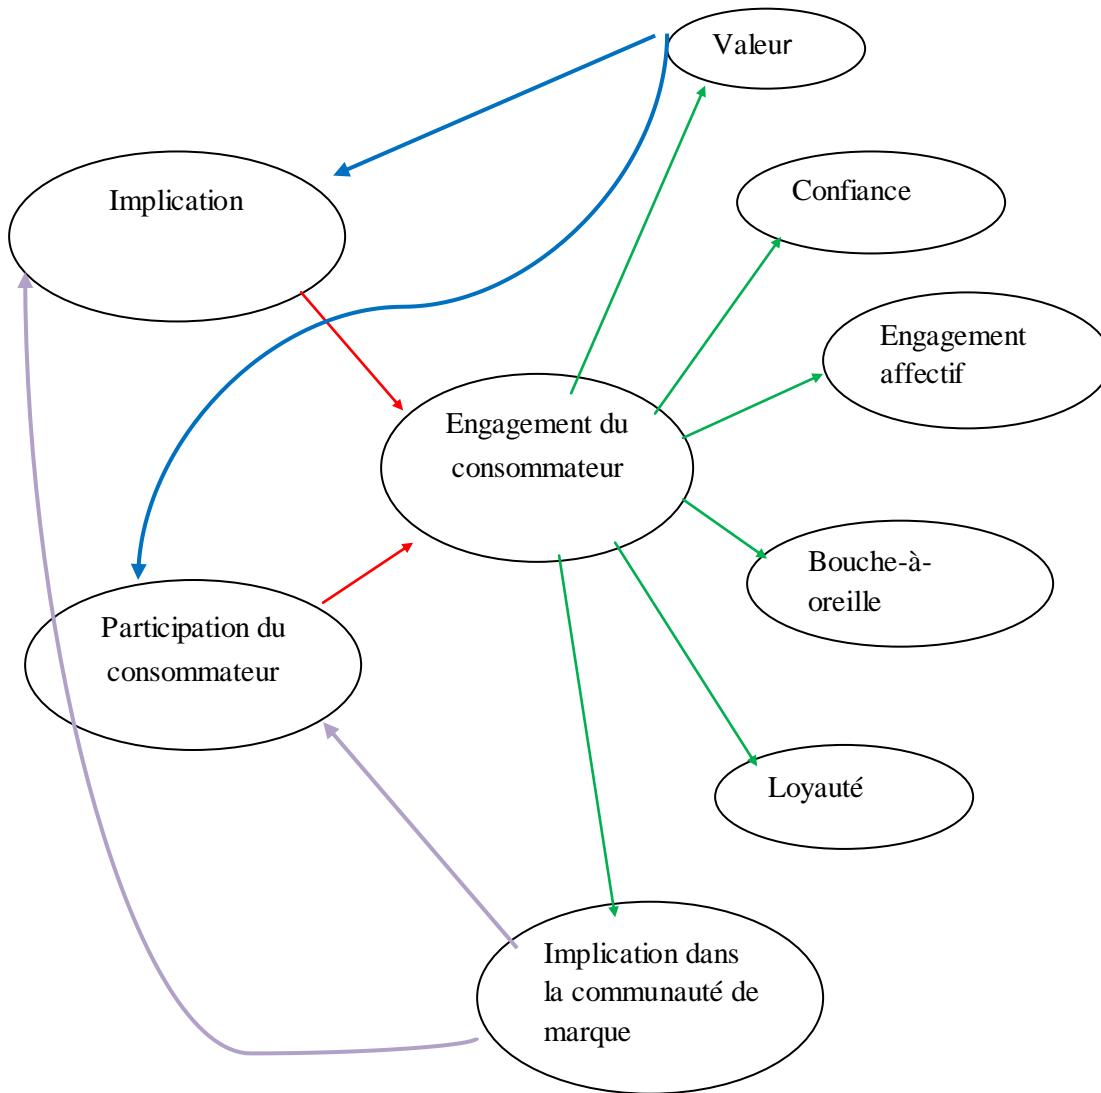 Valeur
Confiance
Implication
Engagement
affectif
Engagement du
consommateur
Bouche-à-
oreille
Participation du
consommateur
Loyauté
Implication dans
la communauté de
marque